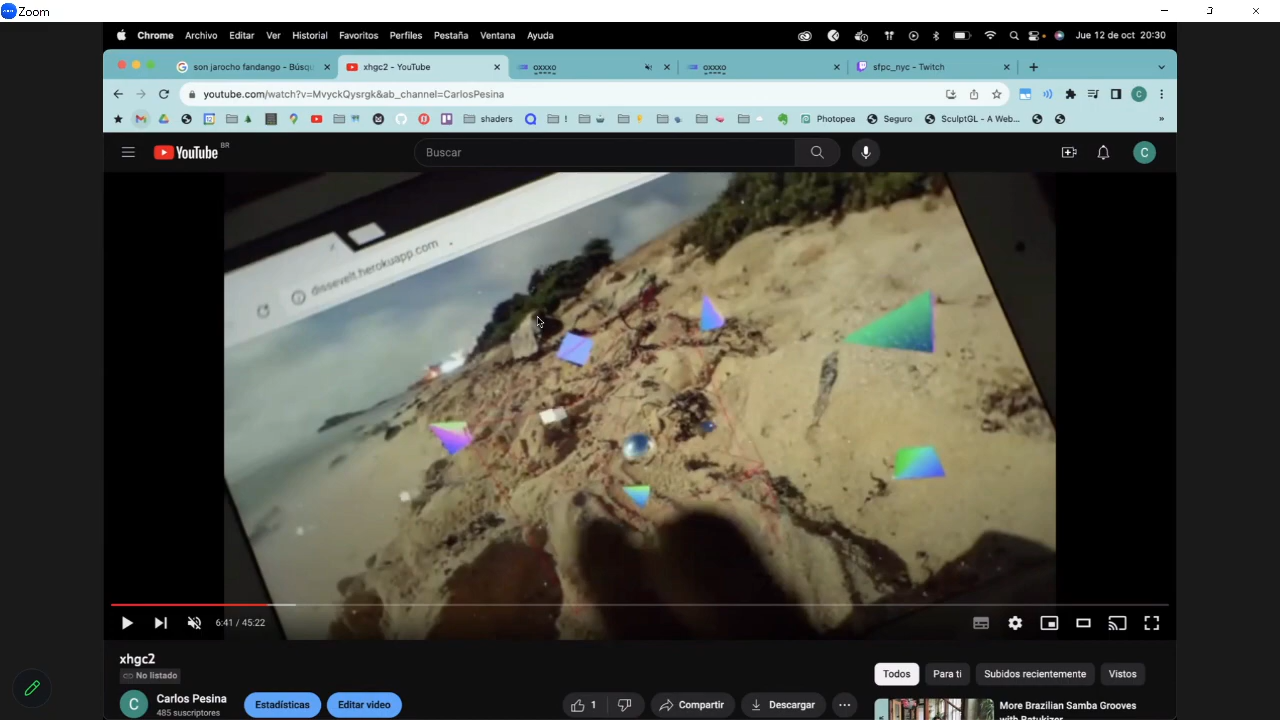 Zoom
Chrome Archivo Editar Ver Historial Favoritos Perfiles Pestaña Ventana Ayuda Jue 12 de oct 20:30
son jarocho fandango - Búsq xhgc2 - YouTube oxxxo oxxxo sfpc_nyc - Twitch
youtube.com/watch?v=MvyckQysrgk&ab_channel=CarlosPesina C
shaders ! Photopea Seguro SculptGL - A Web... »
YouTube BR Buscar C
dissevelt.herokuapp.com
6:41 / 45:22
xhgc2
No listado
Todos Para ti Subidos recientemente Vistos
C Carlos Pesina
485 suscriptores
Estadísticas Editar video 1 Compartir Descargar ...
More Brazilian Samba Grooves
with Batukizer